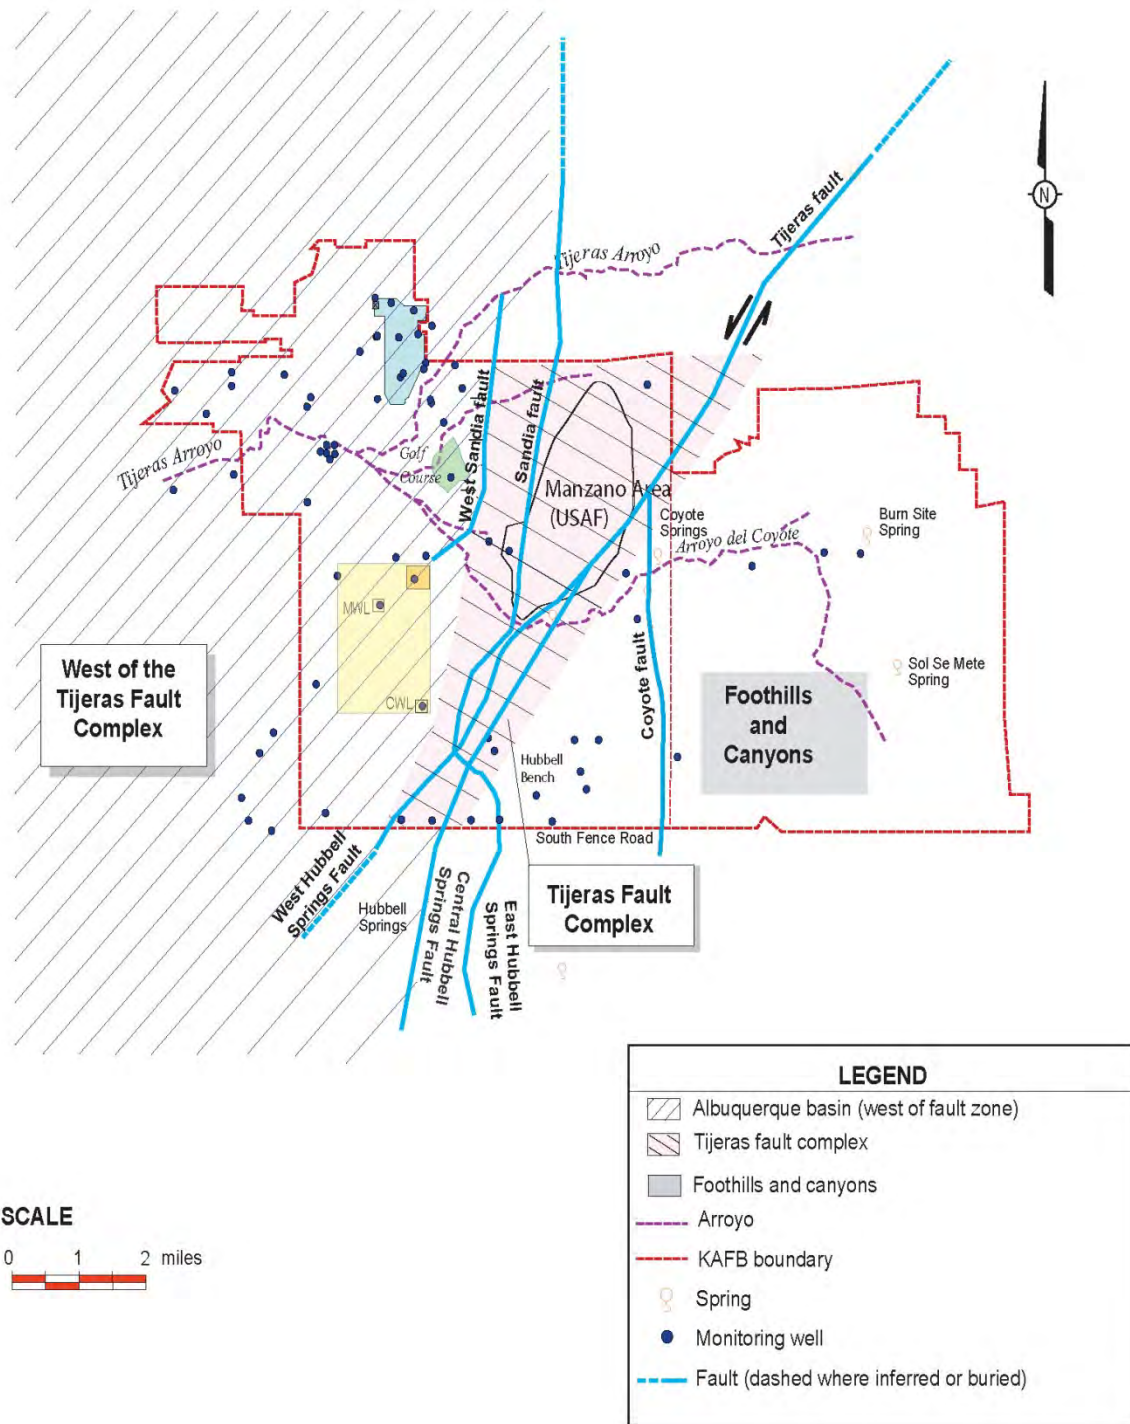 Tijeras fault
N
Tijeras Arroyo
West Sandia fault
Sandia fault
Golf
Course
Tijeras Arroyo
Manzano Area
(USAF)
Coyote
Springs
Arroyo del Coyote
Burn Site
Spring
MWL
CWL
West of the
Tijeras Fault
Complex
Coyote fault
Sol Se Mete
Spring
Foothills
and
Canyons
Hubbell
Bench
South Fence Road
West Hubbell
Springs Fault
Hubbell
Springs
Central Hubbell
Springs Fault
East Hubbell
Springs Fault
Tijeras Fault
Complex
LEGEND
Albuquerque basin (west of fault zone)
Tijeras fault complex
Foothills and canyons
Arroyo
KAFB boundary
Spring
Monitoring well
Fault (dashed where inferred or buried)
SCALE
0 1 2 miles